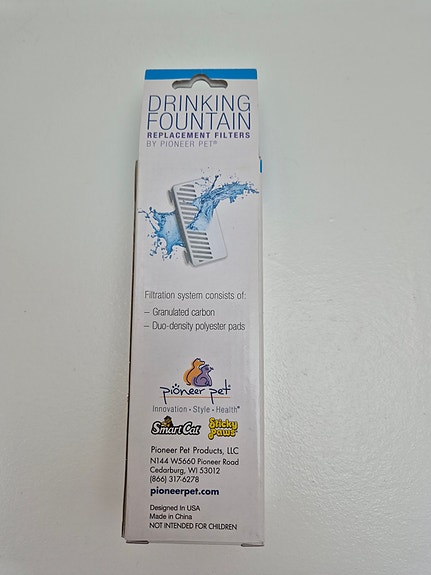 DRINKING
FOUNTAIN
REPLACEMENT FILTERS
BY PIONEER PET®
Filtration system consists of:
– Granulated carbon
– Duo-density polyester pads
pioneer pet®
Innovation • Style • Health®
SmartCat Sticky Paws
Pioneer Pet Products, LLC
N144 W5660 Pioneer Road
Cedarburg, WI 53012
(866) 317-6278
pioneerpet.com
Designed In USA
Made in China
NOT INTENDED FOR CHILDREN